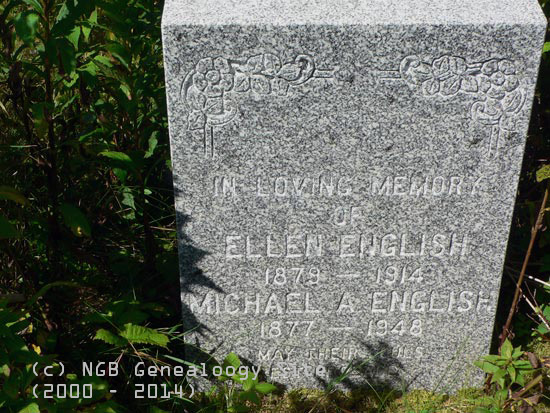 IN LOVING MEMORY
OF
ELLEN ENGLISH
1879 — 1914
MICHAEL A. ENGLISH
1877 — 1948
MAY THEIR SOULS
(c) NGB Genealoogy Site
(2000 - 2014)